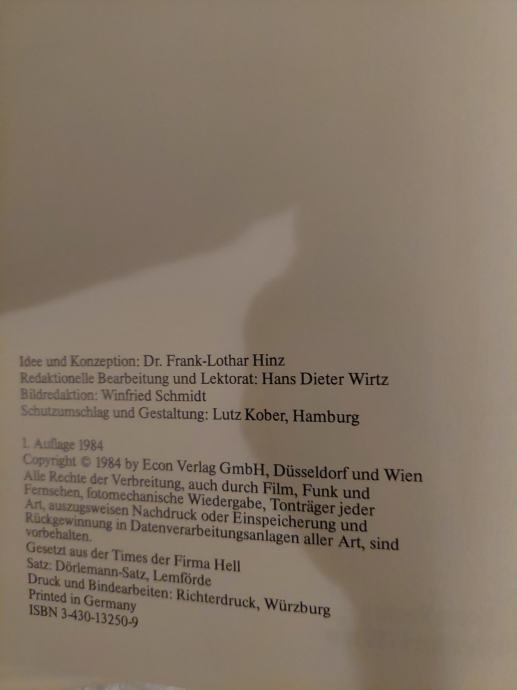 Idee und Konzeption: Dr. Frank-Lothar Hinz
Redaktionelle Bearbeitung und Lektorat: Hans Dieter Wirtz
Bildredaktion: Winfried Schmidt
Schutzumschlag und Gestaltung: Lutz Kober, Hamburg
1. Auflage 1984
Copyright © 1984 by Econ Verlag GmbH, Düsseldorf und Wien
Alle Rechte der Verbreitung, auch durch Film, Funk und
Fernsehen, fotomechanische Wiedergabe, Tonträger jeder
Art, auszugsweisen Nachdruck oder Einspeicherung und
Rückgewinnung in Datenverarbeitungsanlagen aller Art, sind
vorbehalten.
Gesetzt aus der Times der Firma Hell
Satz: Dörlemann-Satz, Lemförde
Druck und Bindearbeiten: Richterdruck, Würzburg
Printed in Germany
ISBN 3-430-13250-9